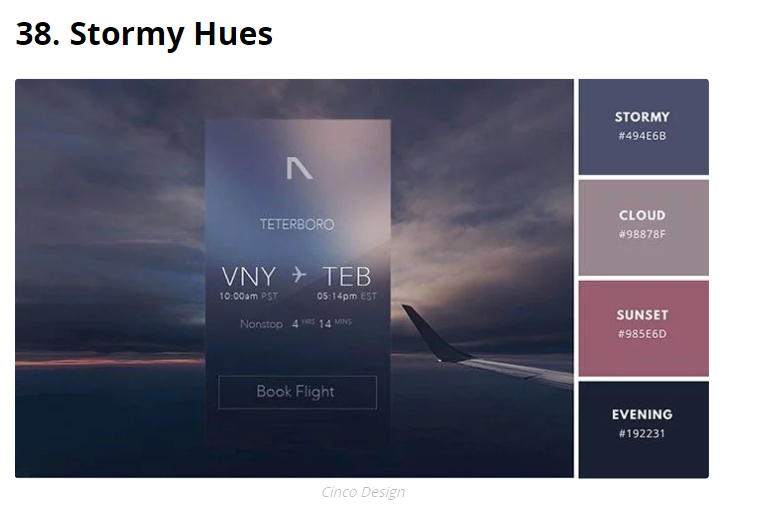 38. Stormy Hues
TETERBORO
VNY TEB
10:00am PST 05:14pm EST
Nonstop 4 HRS 14 MINS
Book Flight
STORMY
#494E6B
CLOUD
#98878F
SUNSET
#985E6D
EVENING
#192231
Cinco Design